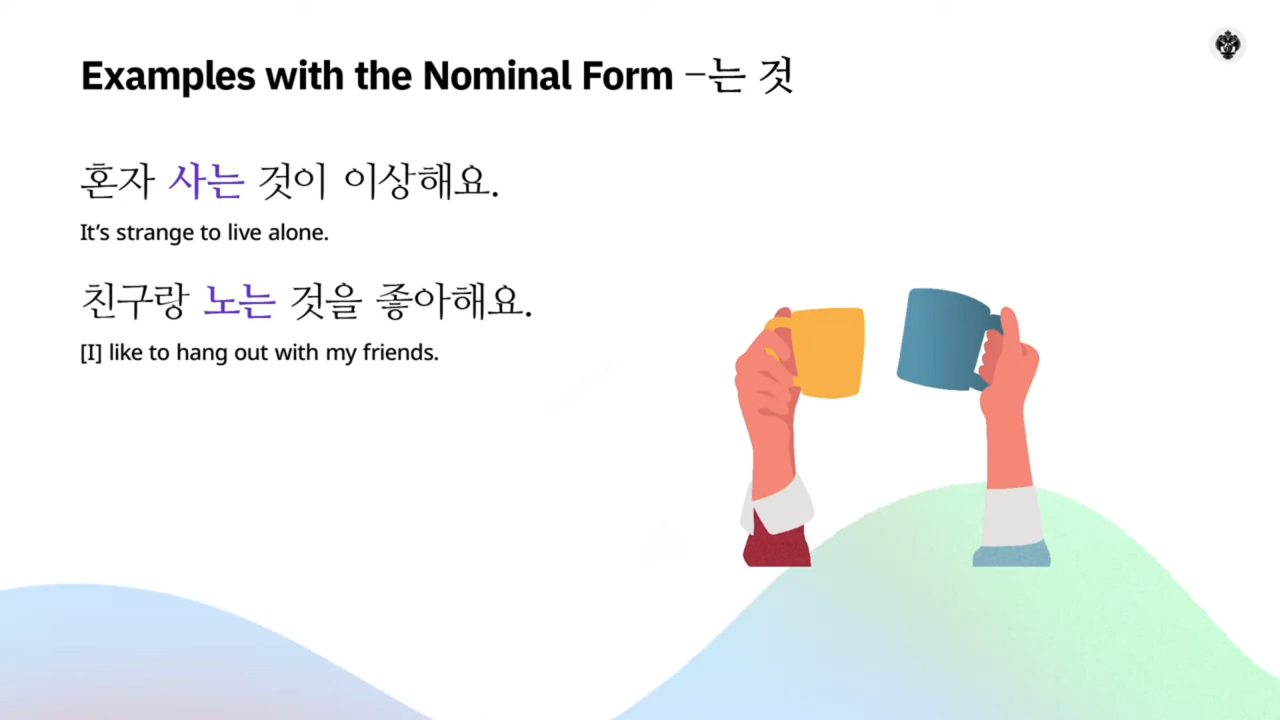 Examples with the Nominal Form –는 것
혼자 사는 것이 이상해요.
It's strange to live alone.
친구랑 노는 것을 좋아해요.
[I] like to hang out with my friends.